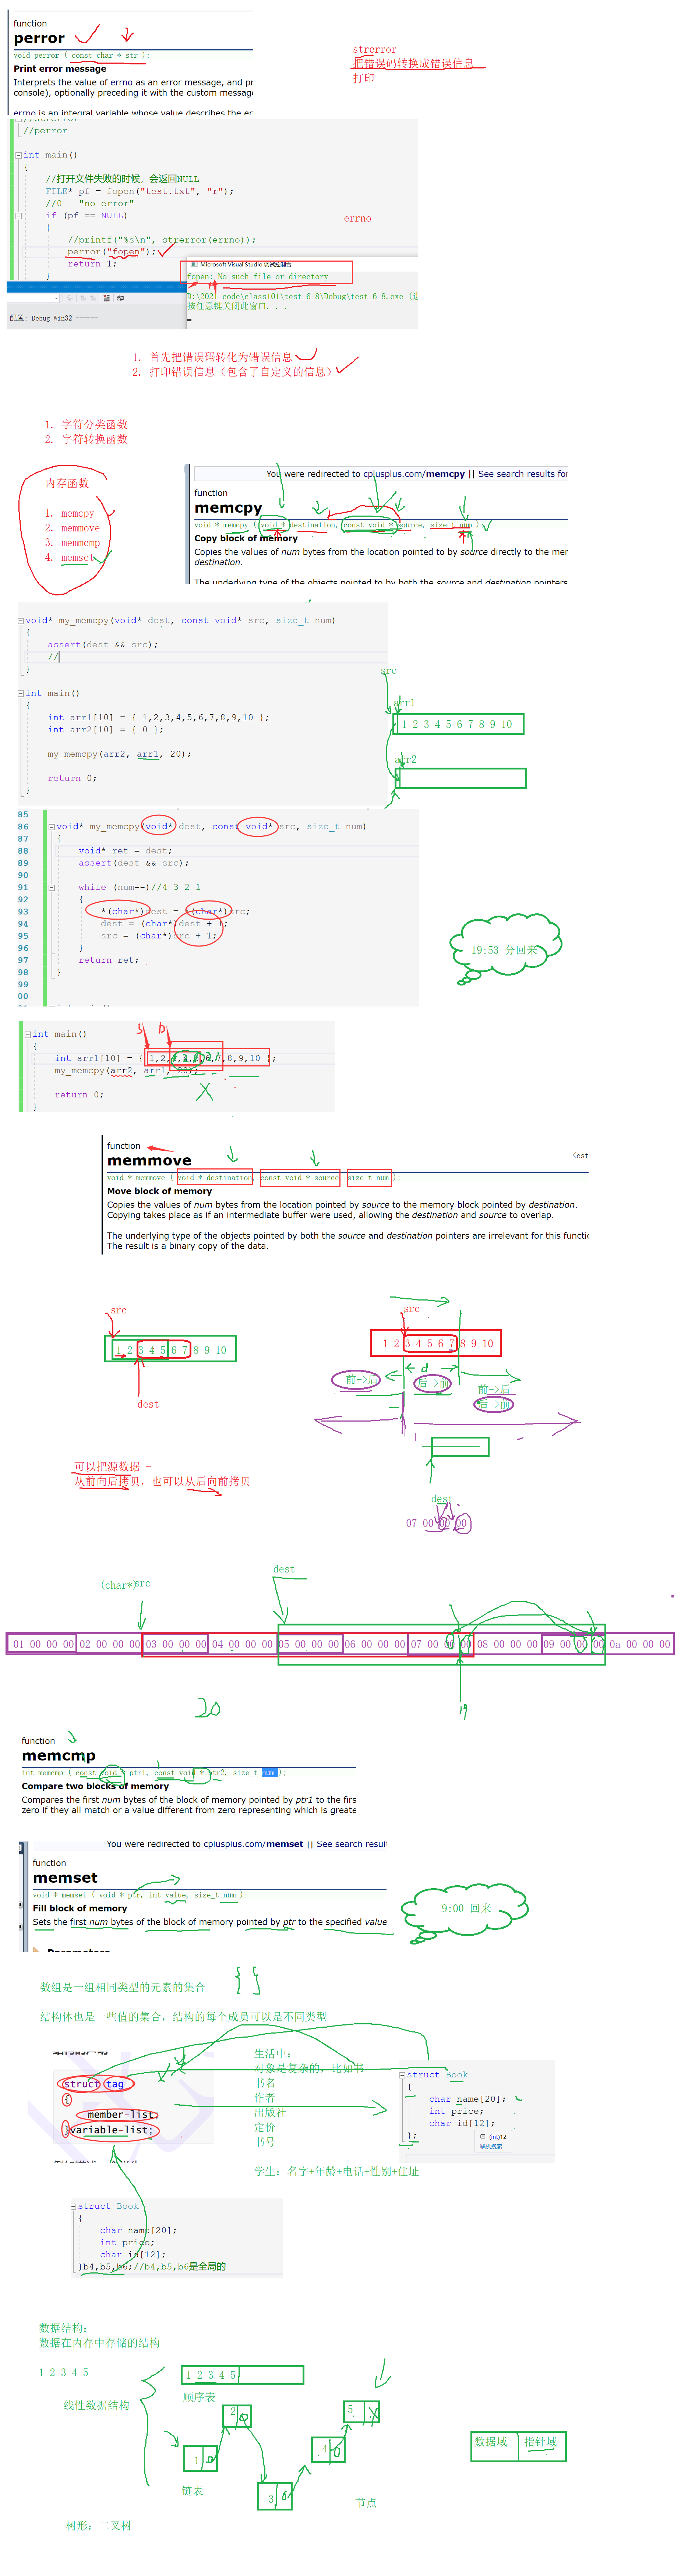 function
perror
void perror ( const char * str );
Print error message
Interprets the value of errno as an error message, and pr
console), optionally preceding it with the custom message
errno is an integral variable whose value describes the er
strerror
把错误码转换成错误信息
打印
//strerror
//perror
int main()
{
//打开文件失败的时候, 会返回NULL
FILE* pf = fopen("test.txt", "r");
//0 "no error"
if (pf == NULL)
{
//printf("%s\n", strerror(errno));
perror("fopen");
return 1;
}
errno
Microsoft Visual Studio 调试控制台
fopen: No such file or directory
D:\2021_code\class101\test_6_8\Debug\test_6_8.exe (进
按任意键关闭此窗口. . .
配置: Debug Win32 ------
1. 首先把错误码转化为错误信息
2. 打印错误信息（包含了自定义的信息）
1. 字符分类函数
2. 字符转换函数
内存函数
1. memcpy
2. memmove
3. memmcmp
4. memset
You were redirected to cplusplus.com/memcpy || See search results for
function
memcpy
void * memcpy ( void * destination, const void * source, size_t num );
Copy block of memory
Copies the values of num bytes from the location pointed to by source directly to the mer
destination.
The underlying type of the objects pointed to by both the source and destination pointers
void* my_memcpy(void* dest, const void* src, size_t num)
{
assert(dest && src);
//
}
int main()
{
int arr1[10] = { 1,2,3,4,5,6,7,8,9,10 };
int arr2[10] = { 0 };
my_memcpy(arr2, arr1, 20);
return 0;
}
src
arr1
1 2 3 4 5 6 7 8 9 10
arr2
85
86 void* my_memcpy(void* dest, const void* src, size_t num)
87 {
88 void* ret = dest;
89 assert(dest && src);
90
91 while (num--)//4 3 2 1
92 {
93 *(char*)dest = *(char*)src;
94 dest = (char*)dest + 1;
95 src = (char*)src + 1;
96 }
97 return ret;
98 }
99
00
19:53 分回来
int main()
{
int arr1[10] = { 1,2,3,4,5,6,7,8,9,10 };
my_memcpy(arr2, arr1, 20);
return 0;
}
function
memmove
<cst
void * memmove ( void * destination, const void * source, size_t num );
Move block of memory
Copies the values of num bytes from the location pointed by source to the memory block pointed by destination.
Copying takes place as if an intermediate buffer were used, allowing the destination and source to overlap.
The underlying type of the objects pointed by both the source and destination pointers are irrelevant for this functi
The result is a binary copy of the data.
src
1 2 3 4 5 6 7 8 9 10
dest
src
1 2 3 4 5 6 7 8 9 10
d
前->后
后->前
前->后
后->前
dest
07 00 00 00
可以把源数据 -
从前向后拷贝，也可以从后向前拷贝
(char*)src
dest
01 00 00 00 02 00 00 00 03 00 00 00 04 00 00 00 05 00 00 00 06 00 00 00 07 00 00 00 08 00 00 00 09 00 00 00 0a 00 00 00
19
20
function
memcmp
int memcmp ( const void * ptr1, const void * ptr2, size_t num );
Compare two blocks of memory
Compares the first num bytes of the block of memory pointed by ptr1 to the first
zero if they all match or a value different from zero representing which is greate
You were redirected to cplusplus.com/memset || See search resul
function
memset
void * memset ( void * ptr, int value, size_t num );
Fill block of memory
Sets the first num bytes of the block of memory pointed by ptr to the specified value
Parameters
9:00 回来
数组是一组相同类型的元素的集合
{ }
结构体也是一些值的集合，结构的每个成员可以是不同类型
struct tag
{
member-list;
}variable-list;
生活中：
对象是复杂的，比如书
书名
作者
出版社
定价
书号
学生：名字+年龄+电话+性别+住址
struct Book
{
char name[20];
int price;
char id[12];
};
(int)12
联机搜索
struct Book
{
char name[20];
int price;
char id[12];
}b4,b5,b6;//b4,b5,b6是全局的
数据结构：
数据在内存中存储的结构
1 2 3 4 5
线性数据结构
1 2 3 4 5
顺序表
1
2
3
4
5
链表
节点
数据域
指针域
树形：二叉树